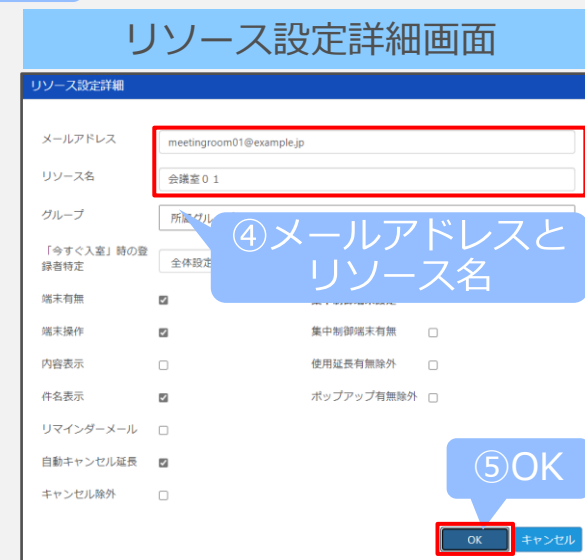 リソース設定詳細画面
リソース設定詳細
メールアドレス
meetingroom01@example.jp
リソース名
会議室０１
グループ
所属グル
④メールアドレスと
リソース名
「今すぐ入室」時の登
録者特定
全体設定
端末有無
端末操作
集中制御端末有無
内容表示
使用延長有無除外
件名表示
ポップアップ有無除外
リマインダーメール
自動キャンセル延長
⑤OK
キャンセル除外
OK
キャンセル